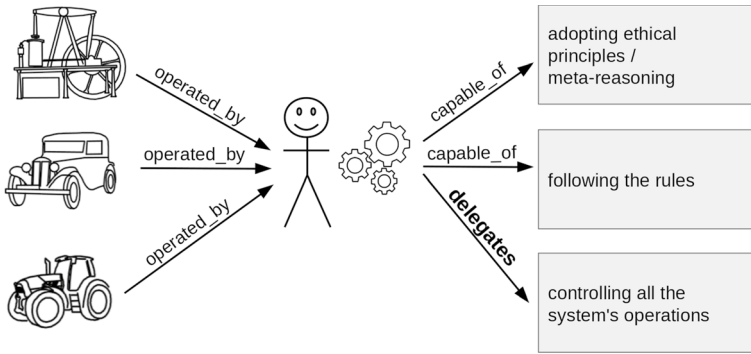 operated_by
operated_by
operated_by
capable_of
capable_of
delegates
adopting ethical
principles /
meta-reasoning
following the rules
controlling all the
system's operations